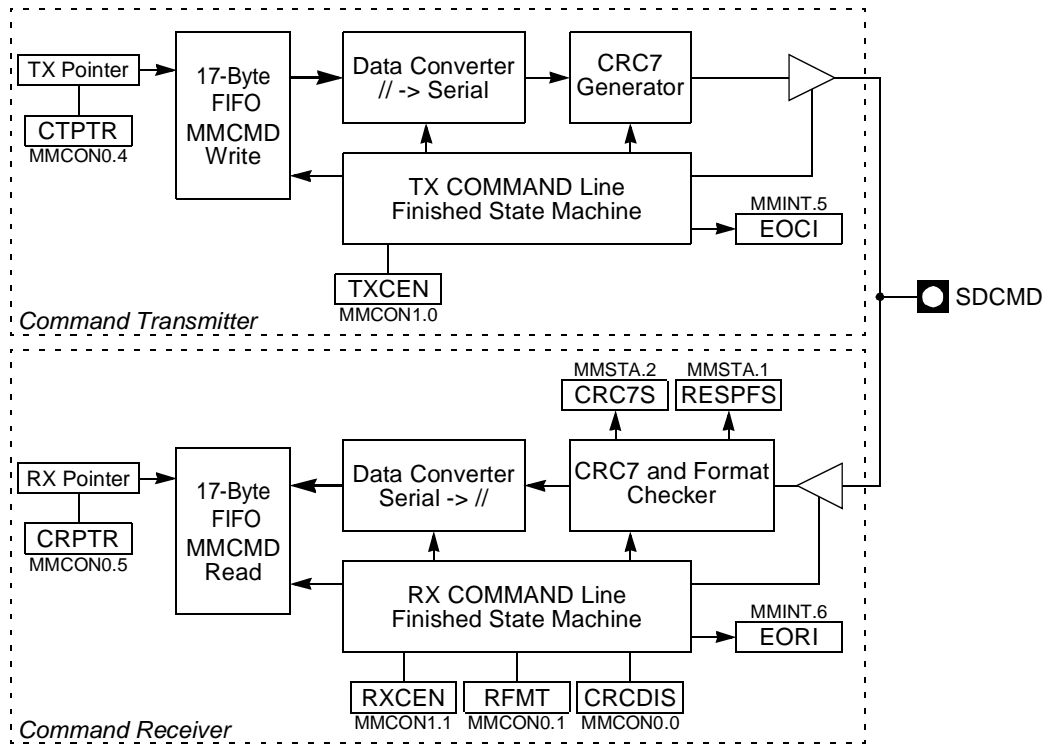 TX Pointer
CTPTR
MMCON0.4
17-Byte
FIFO
MMCMD
Write
Data Converter
// -> Serial
CRC7
Generator
TX COMMAND Line
Finished State Machine
MMINT.5
EOCI
TXCEN
MMCON1.0
Command Transmitter
SDCMD
MMSTA.2
CRC7S
MMSTA.1
RESPFS
RX Pointer
CRPTR
MMCON0.5
17-Byte
FIFO
MMCMD
Read
Data Converter
Serial -> //
CRC7 and Format
Checker
RX COMMAND Line
Finished State Machine
MMINT.6
EORI
RXCEN
MMCON1.1
RFMT
MMCON0.1
CRCDIS
MMCON0.0
Command Receiver